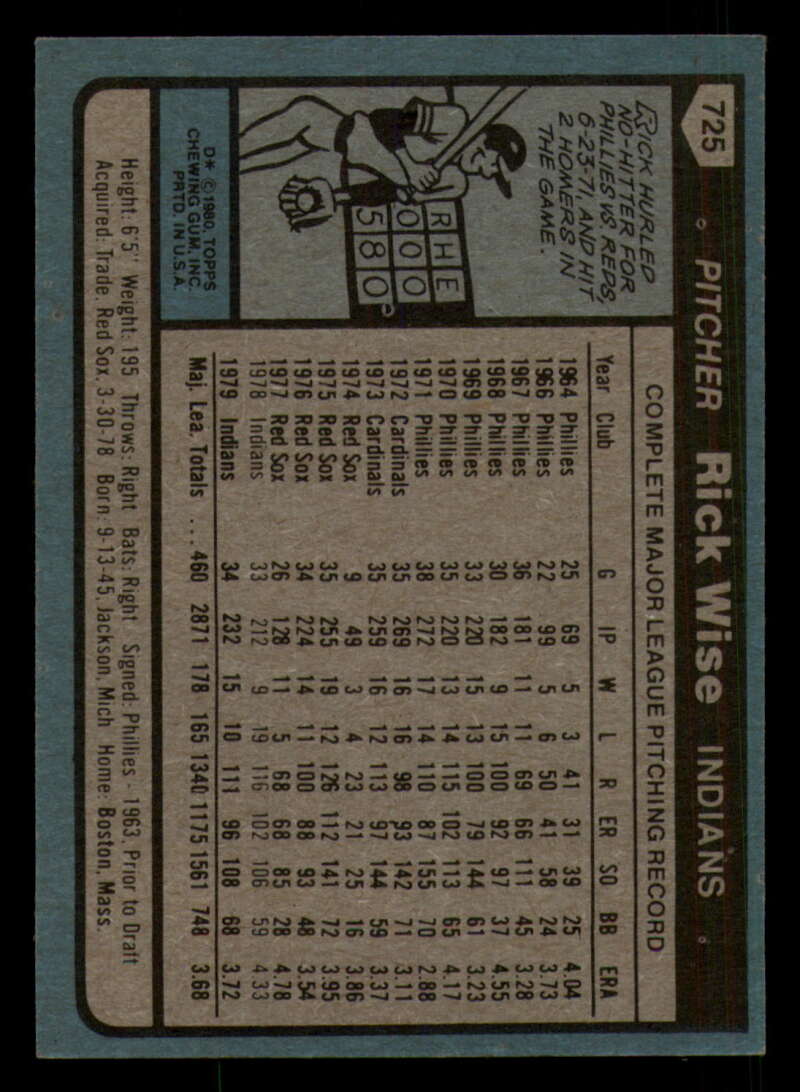 725 PITCHER Rick Wise INDIANS
RICK HURLED
NO-HITTER FOR
PHILLIES VS. REDS,
6-23-71, AND HIT
2 HOMERS IN
THE GAME.
R H E
0 0 0
5 8 0
D* © 1980, TOPPS
CHEWING GUM, INC.
PRTD. IN U.S.A.
COMPLETE MAJOR LEAGUE PITCHING RECORD
Year Club G IP W L R ER SO BB ERA
1964 Phillies 25 69 5 3 41 31 39 25 4.04
1966 Phillies 22 99 5 6 50 41 58 24 3.73
1967 Phillies 36 181 11 11 69 66 111 45 3.28
1968 Phillies 30 182 9 15 100 92 97 37 4.55
1969 Phillies 33 220 15 13 100 79 144 61 3.23
1970 Phillies 35 220 13 14 115 102 113 65 4.17
1971 Phillies 38 272 17 14 110 87 155 70 2.88
1972 Cardinals 35 269 16 16 98 93 142 71 3.11
1973 Cardinals 35 259 16 12 113 97 144 59 3.37
1974 Red Sox 9 49 3 4 23 21 25 16 3.86
1975 Red Sox 35 255 19 12 126 112 141 72 3.95
1976 Red Sox 34 224 14 11 100 88 93 48 3.54
1977 Red Sox 26 128 11 5 68 68 85 28 4.78
1978 Indians 33 212 9 19 116 102 106 59 4.33
1979 Indians 34 232 15 10 111 96 108 68 3.72
Maj. Lea. Totals ... 460 2871 178 165 1340 1175 1561 748 3.68
Height: 6'5" Weight: 195 Throws: Right Bats: Right Signed: Phillies - 1963, Prior to Draft
Acquired: Trade, Red Sox, 3-30-78 Born: 9-13-45, Jackson, Mich Home: Boston, Mass.